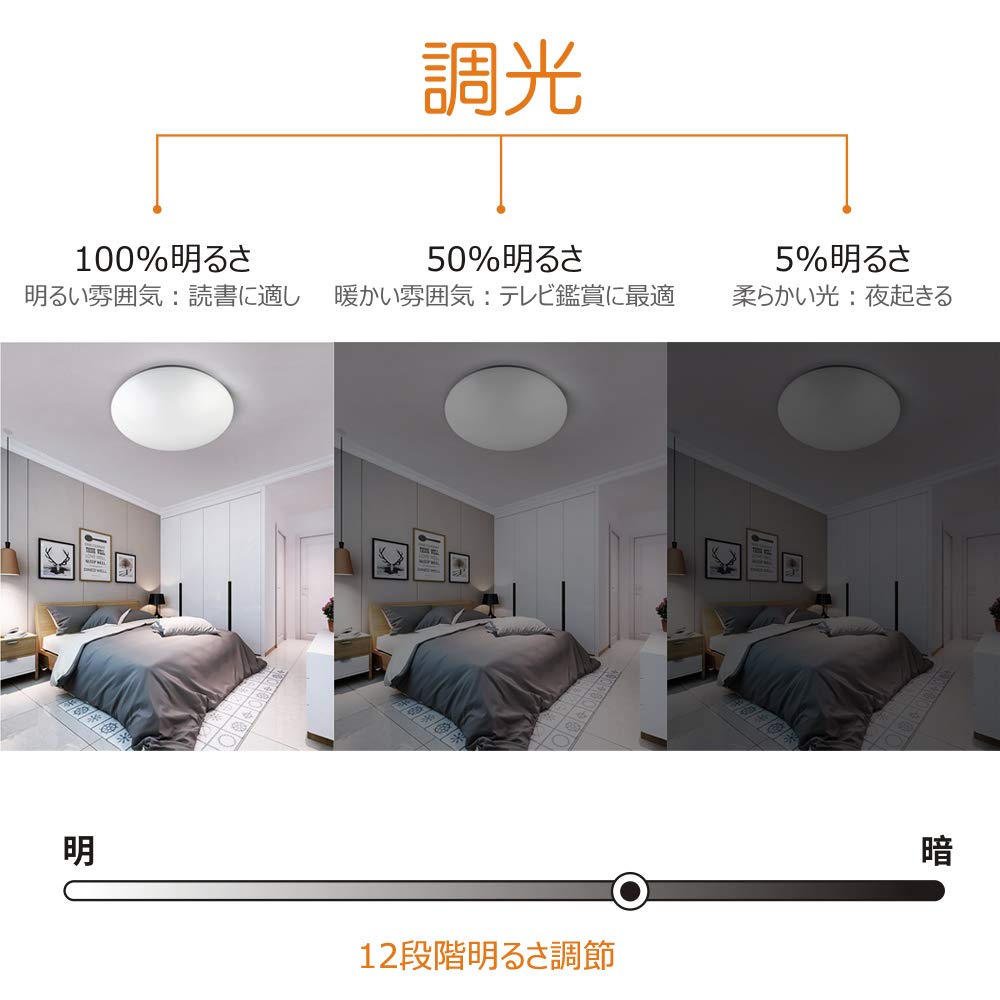 調光
100%明るさ
明るい雰囲気：読書に適し
50%明るさ
暖かい雰囲気：テレビ鑑賞に最適
5%明るさ
柔らかい光：夜起きる
明
暗
12段階明るさ調節